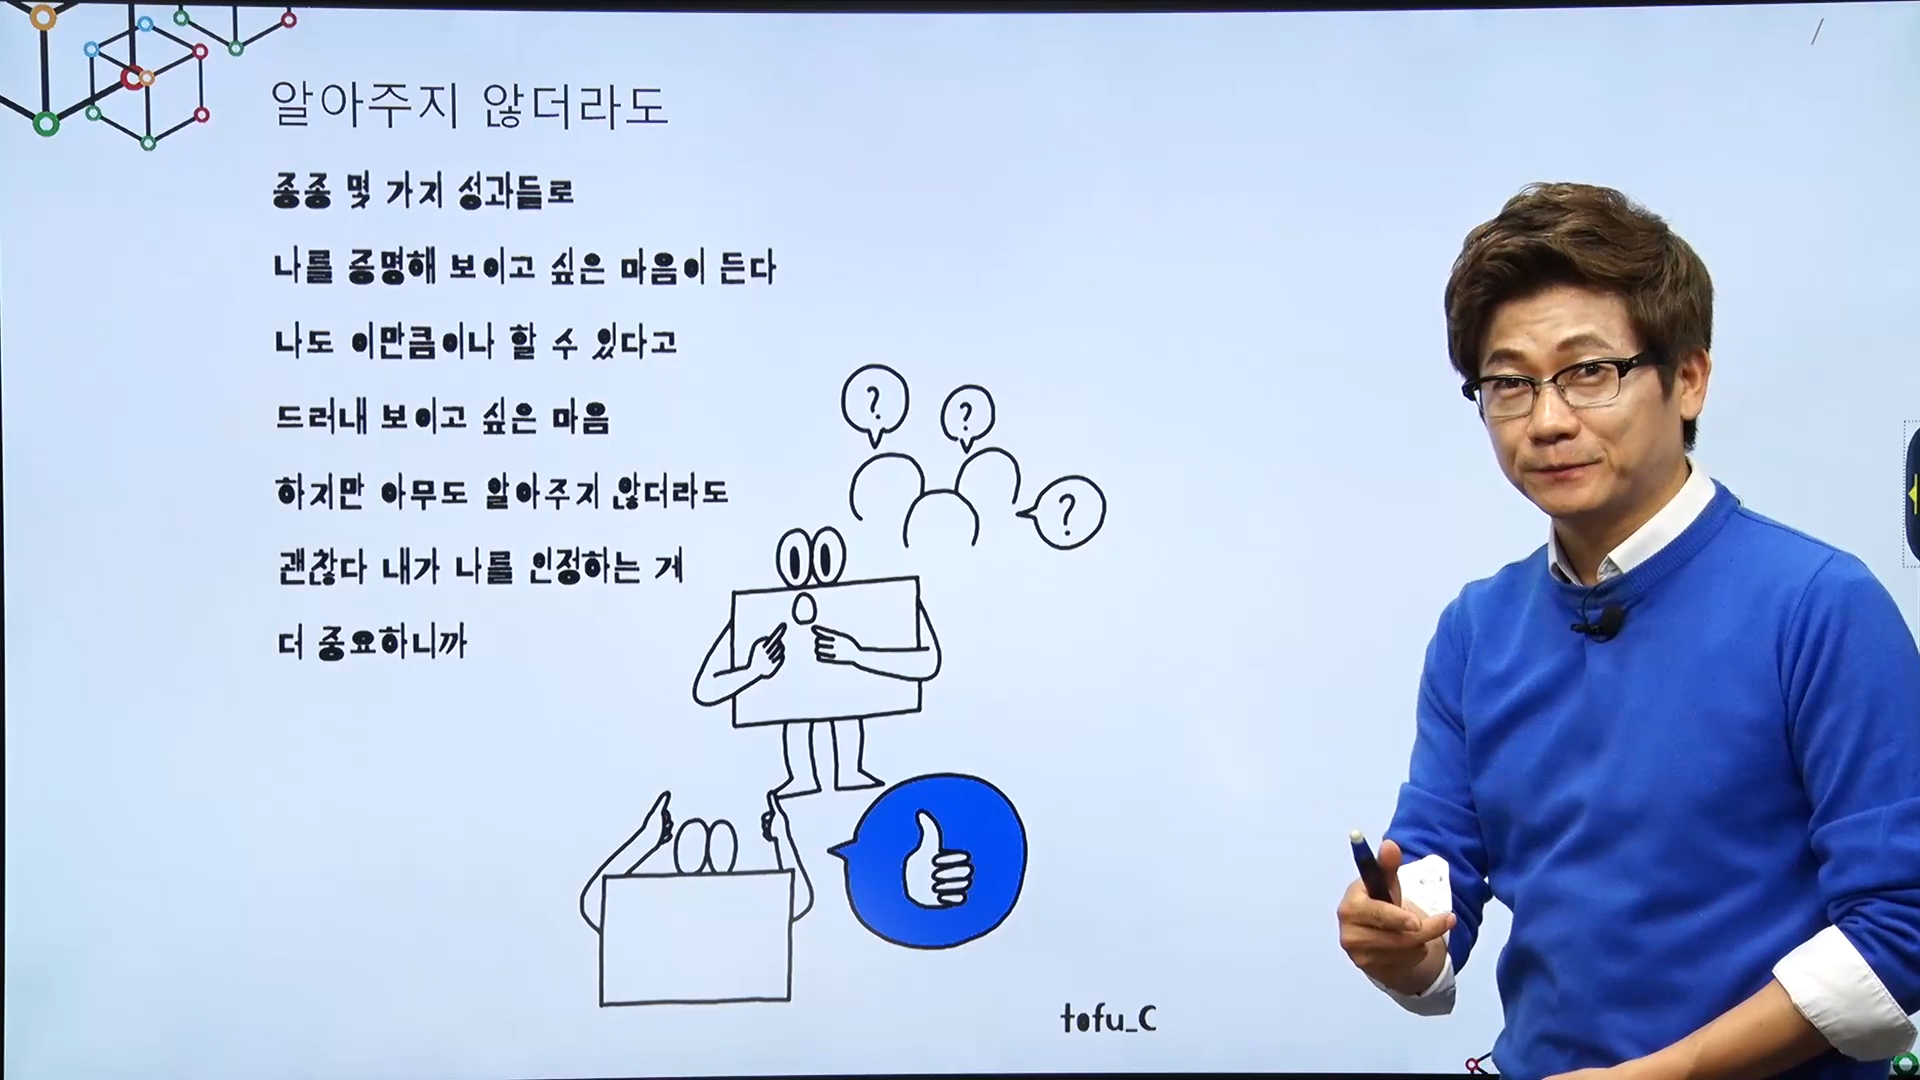 알아주지 않더라도
종종 몇 가지 성과들로
나를 증명해 보이고 싶은 마음이 든다
나도 이만큼이나 할 수 있다고
드러내 보이고 싶은 마음
?
?
하지만 아무도 알아주지 않더라도
?
괜찮다 내가 나를 인정하는 게
더 중요하니까
tofu_C